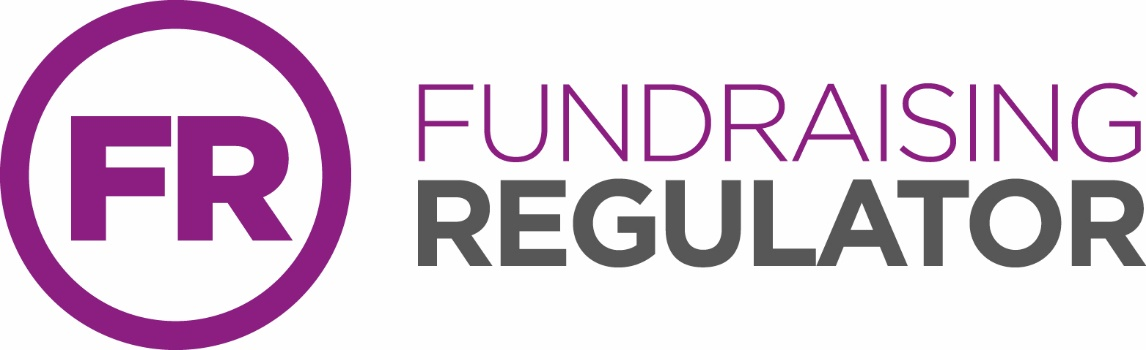 FR
FUNDRAISING
REGULATOR